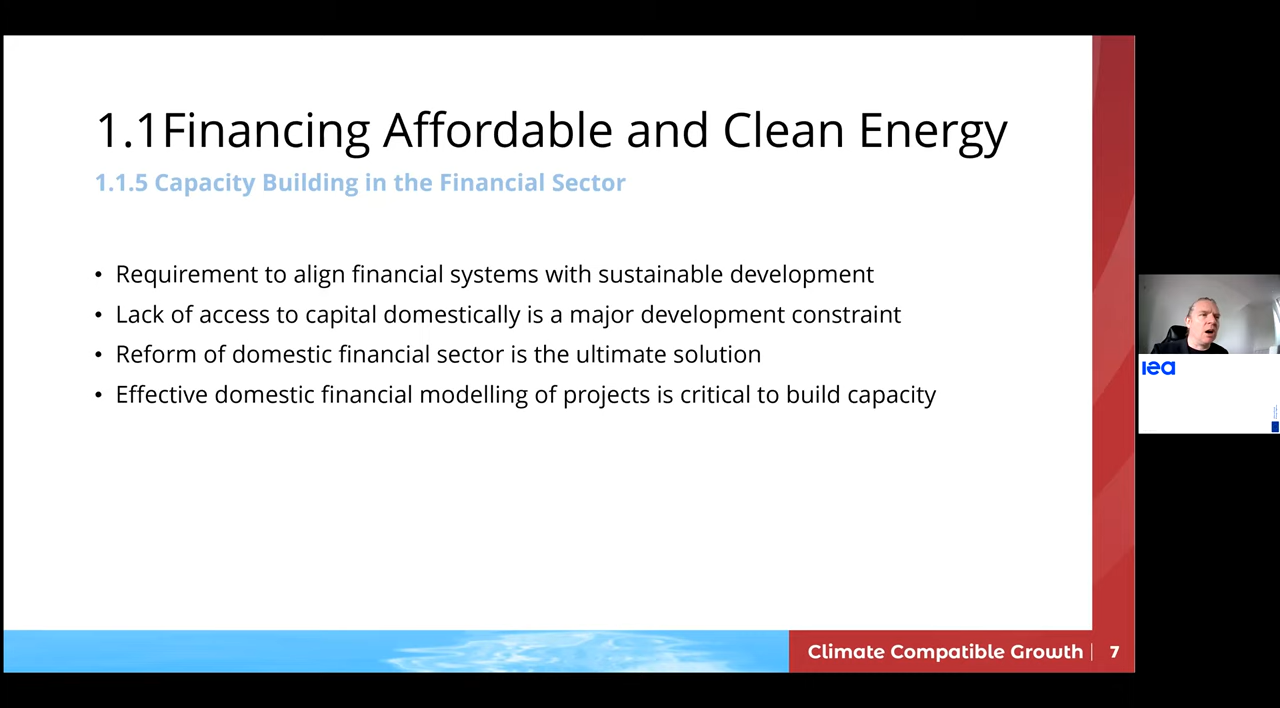 1.1Financing Affordable and Clean Energy
1.1.5 Capacity Building in the Financial Sector
• Requirement to align financial systems with sustainable development
• Lack of access to capital domestically is a major development constraint
• Reform of domestic financial sector is the ultimate solution
• Effective domestic financial modelling of projects is critical to build capacity
iea
Climate Compatible Growth | 7